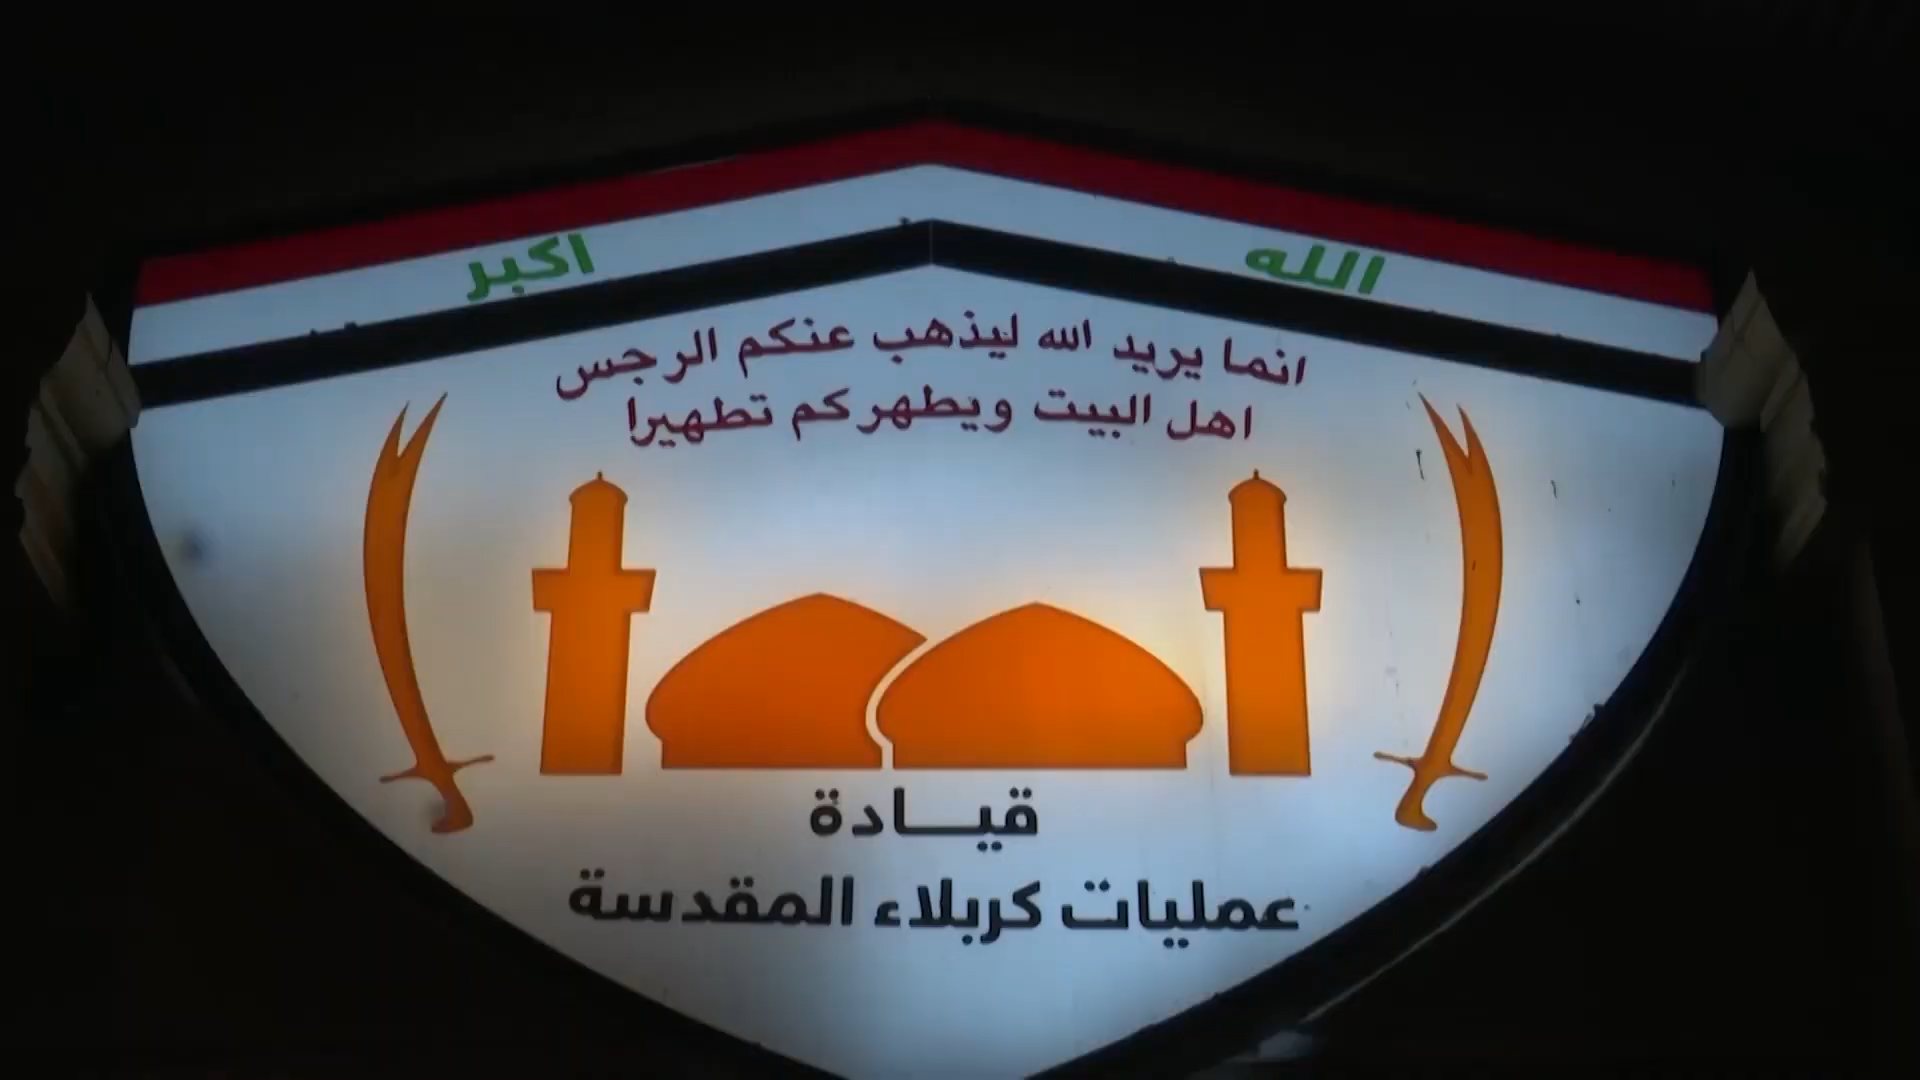 الله اكبر
انما يريد الله ليذهب عنكم الرجس
اهل البيت ويطهركم تطهيرا
قيـــادة
عمليات كربلاء المقدسة